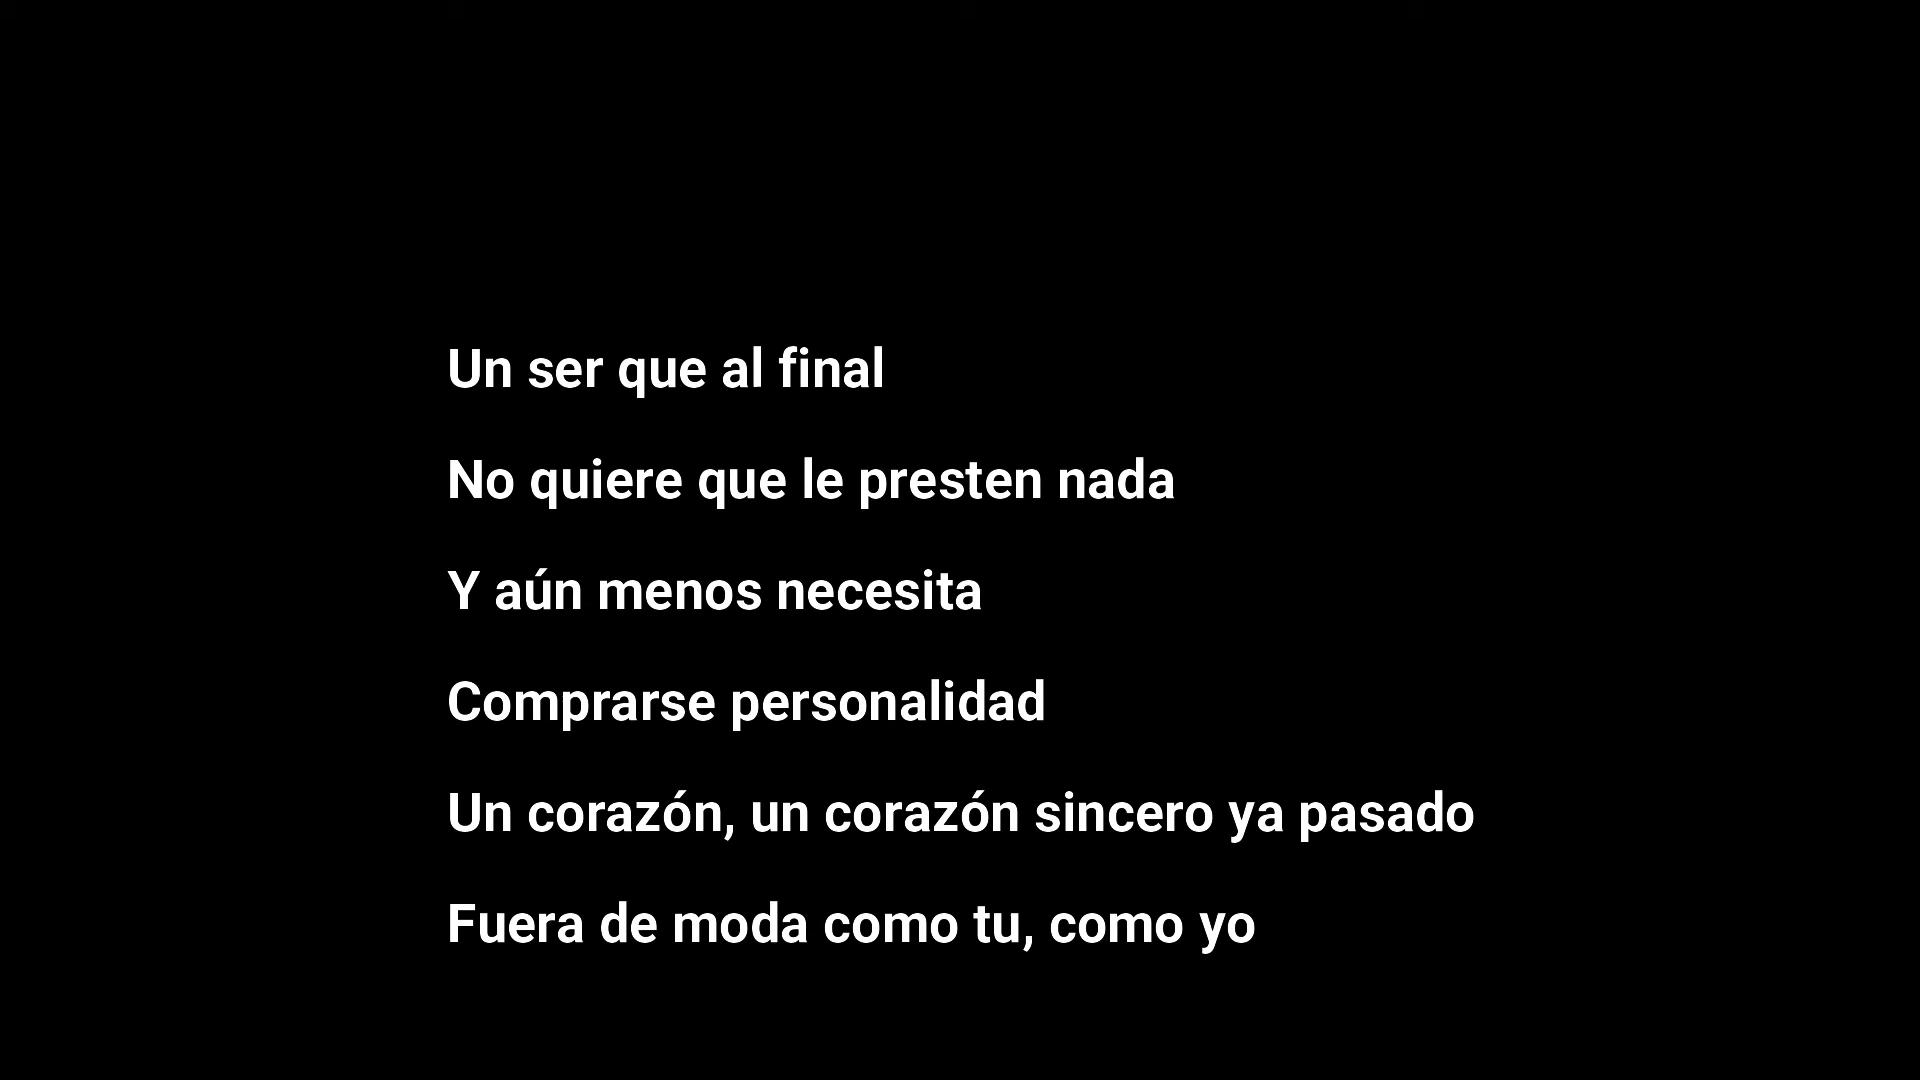 Un ser que al final
No quiere que le presten nada
Y aún menos necesita
Comprarse personalidad
Un corazón, un corazón sincero ya pasado
Fuera de moda como tu, como yo